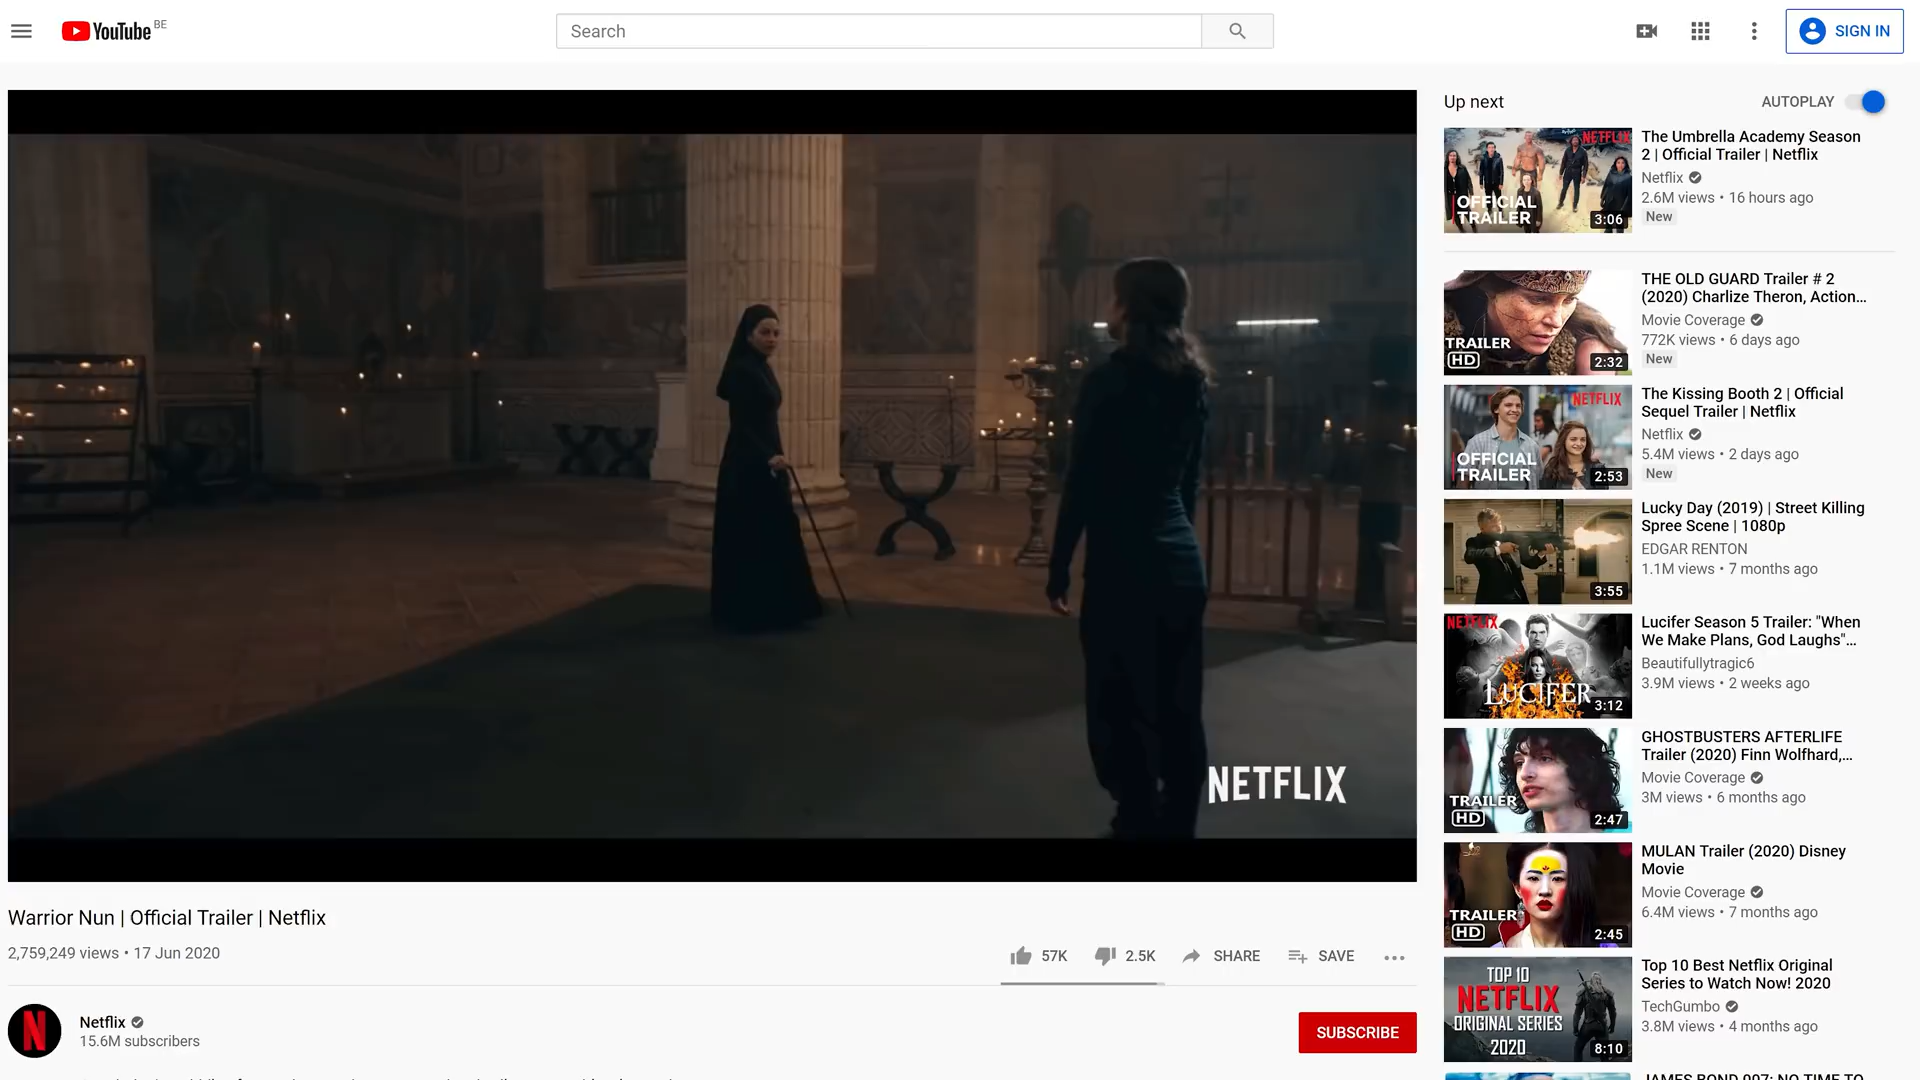 YouTube BE
Search
SIGN IN
NETFLIX
Warrior Nun | Official Trailer | Netflix
2,759,249 views • 17 Jun 2020
57K
2.5K
SHARE
SAVE
Netflix
15.6M subscribers
SUBSCRIBE
Up next
AUTOPLAY
NETFLIX
OFFICIAL
TRAILER
3:06
The Umbrella Academy Season
2 | Official Trailer | Netflix
Netflix
2.6M views • 16 hours ago
New
TRAILER
HD
2:32
THE OLD GUARD Trailer # 2
(2020) Charlize Theron, Action...
Movie Coverage
772K views • 6 days ago
New
NETFLIX
OFFICIAL
TRAILER
2:53
The Kissing Booth 2 | Official
Sequel Trailer | Netflix
Netflix
5.4M views • 2 days ago
New
3:55
Lucky Day (2019) | Street Killing
Spree Scene | 1080p
EDGAR RENTON
1.1M views • 7 months ago
NETFLIX
LUCIFER
3:12
Lucifer Season 5 Trailer: "When
We Make Plans, God Laughs"...
Beautifullytragic6
3.9M views • 2 weeks ago
TRAILER
HD
2:47
GHOSTBUSTERS AFTERLIFE
Trailer (2020) Finn Wolfhard,...
Movie Coverage
3M views • 6 months ago
TRAILER
HD
2:45
MULAN Trailer (2020) Disney
Movie
Movie Coverage
6.4M views • 7 months ago
TOP 10
NETFLIX
ORIGINAL SERIES
2020
8:10
Top 10 Best Netflix Original
Series to Watch Now! 2020
TechGumbo
3.8M views • 4 months ago
JAMES BOND 007: NO TIME TO